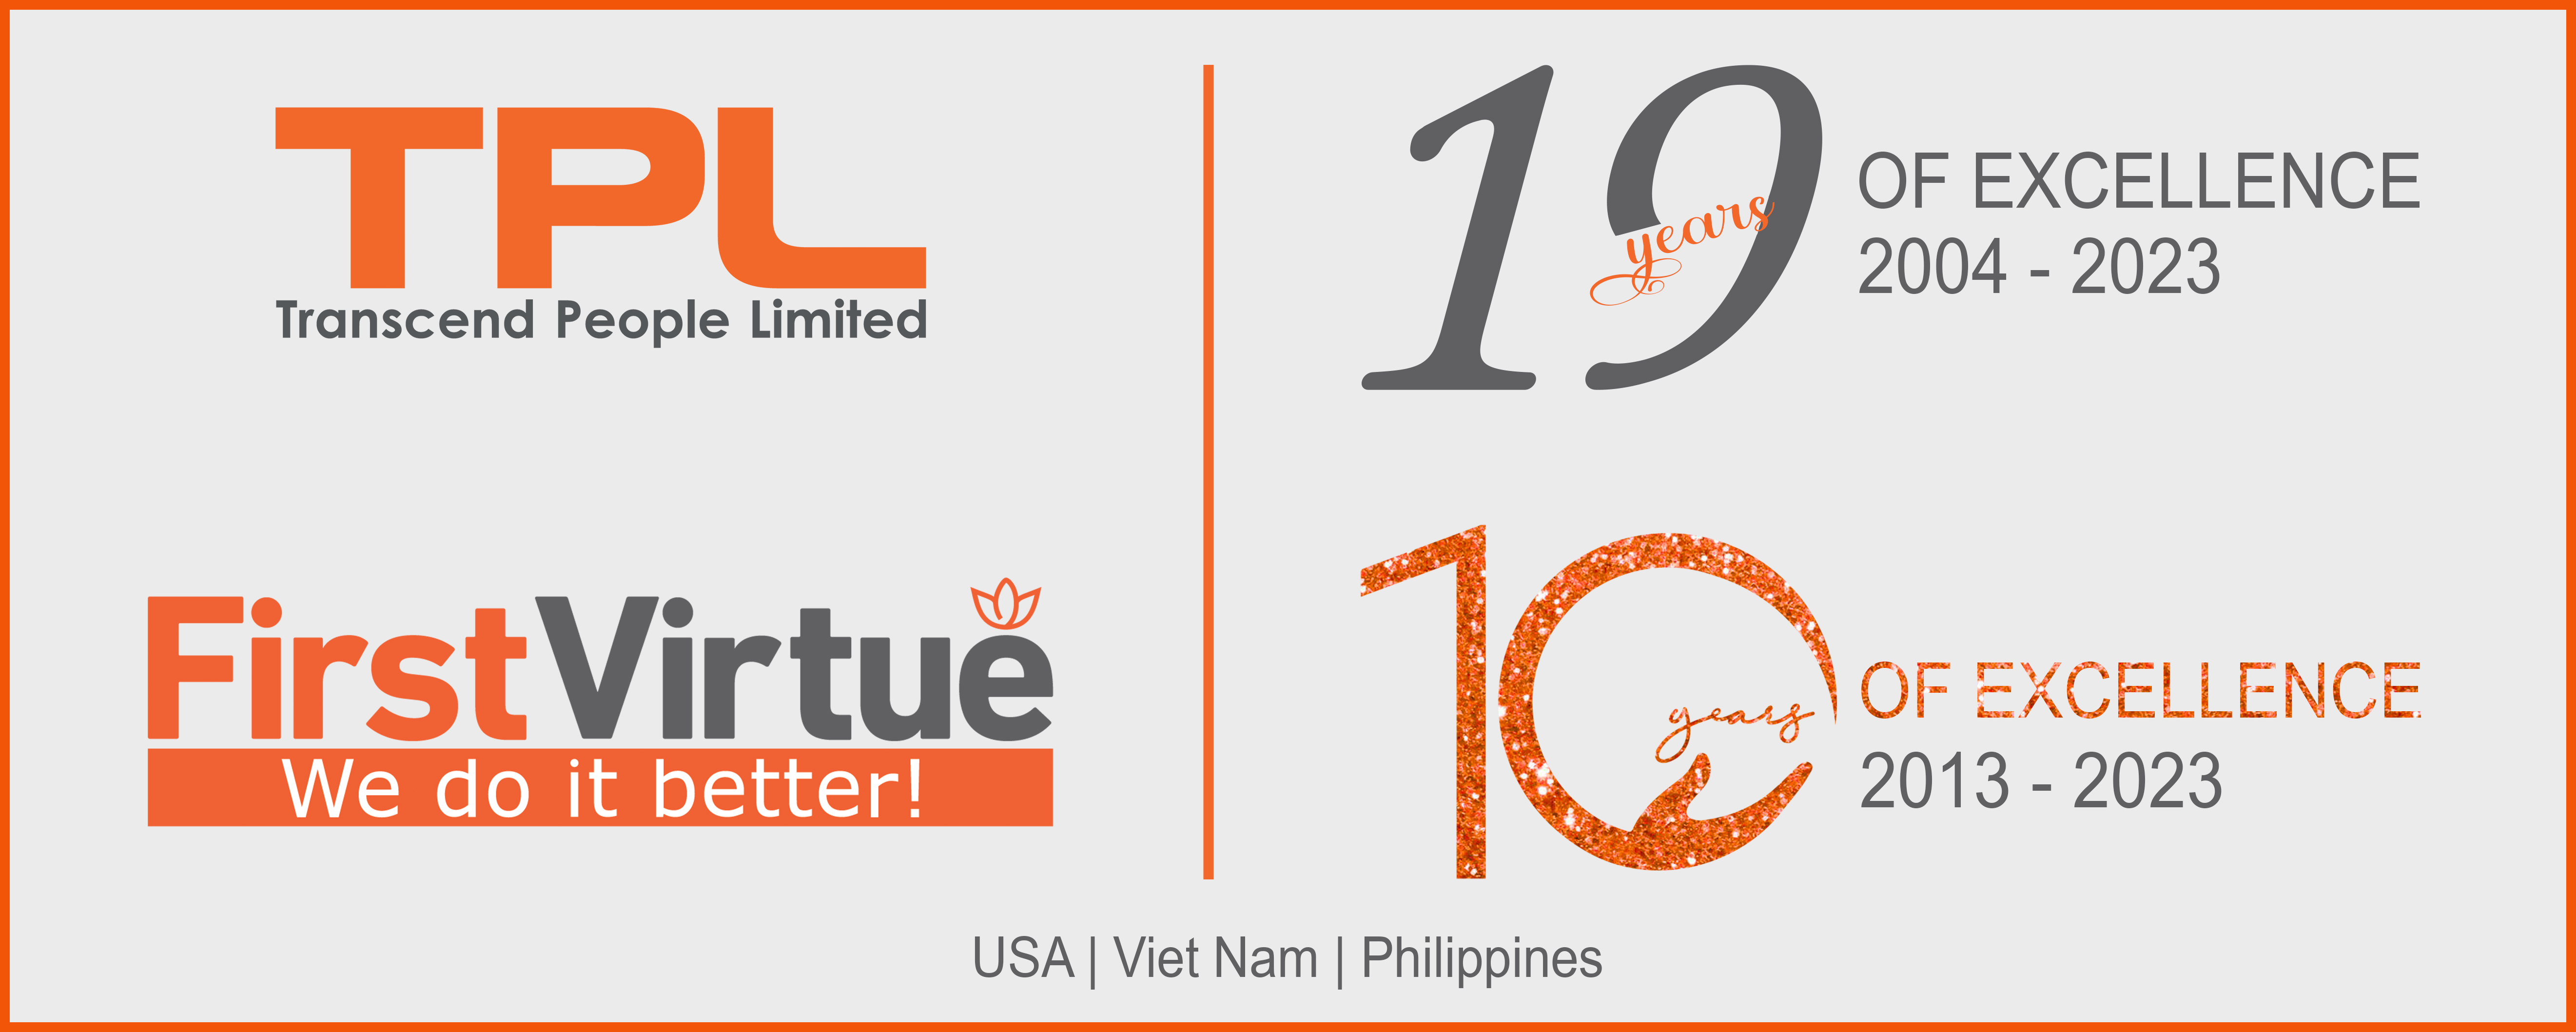 TPL
Transcend People Limited
19 years
OF EXCELLENCE
2004 - 2023
FirstVirtue
We do it better!
10 years
OF EXCELLENCE
2013 - 2023
USA | Viet Nam | Philippines